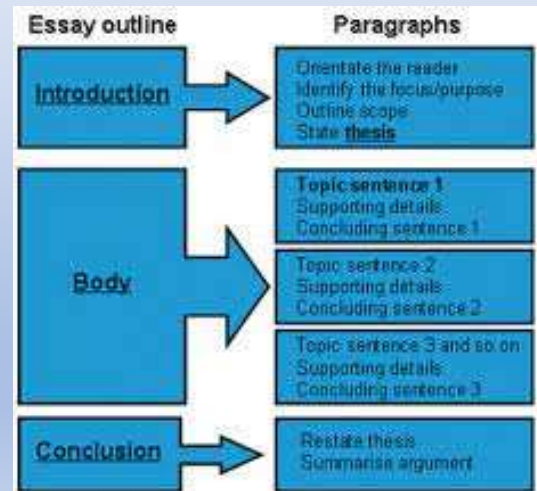 Essay outline
Paragraphs
Introduction
Orientate the reader
Identify the focus/purpose
Outline scope
State thesis
Body
Topic sentence 1
Supporting details
Concluding sentence 1
Topic sentence 2
Supporting details
Concluding sentence 2
Topic sentence 3 and so on
Supporting details
Concluding sentence 3
Conclusion
Restate thesis
Summarise argument